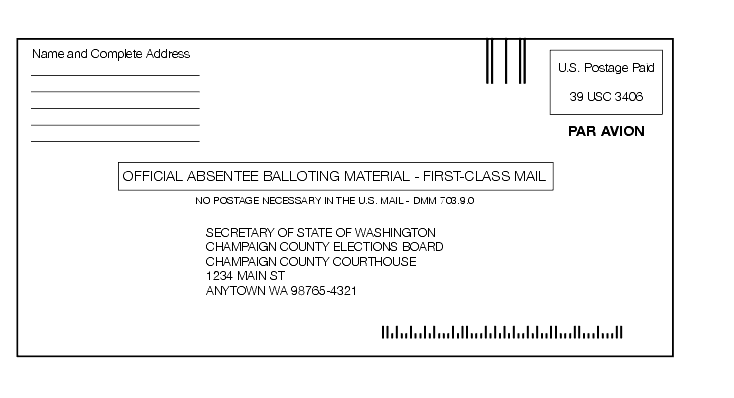 Name and Complete Address
U.S. Postage Paid
39 USC 3406
PAR AVION
OFFICIAL ABSENTEE BALLOTING MATERIAL - FIRST-CLASS MAIL
NO POSTAGE NECESSARY IN THE U.S. MAIL - DMM 703.9.0
SECRETARY OF STATE OF WASHINGTON
CHAMPAIGN COUNTY ELECTIONS BOARD
CHAMPAIGN COUNTY COURTHOUSE
1234 MAIN ST
ANYTOWN WA 98765-4321